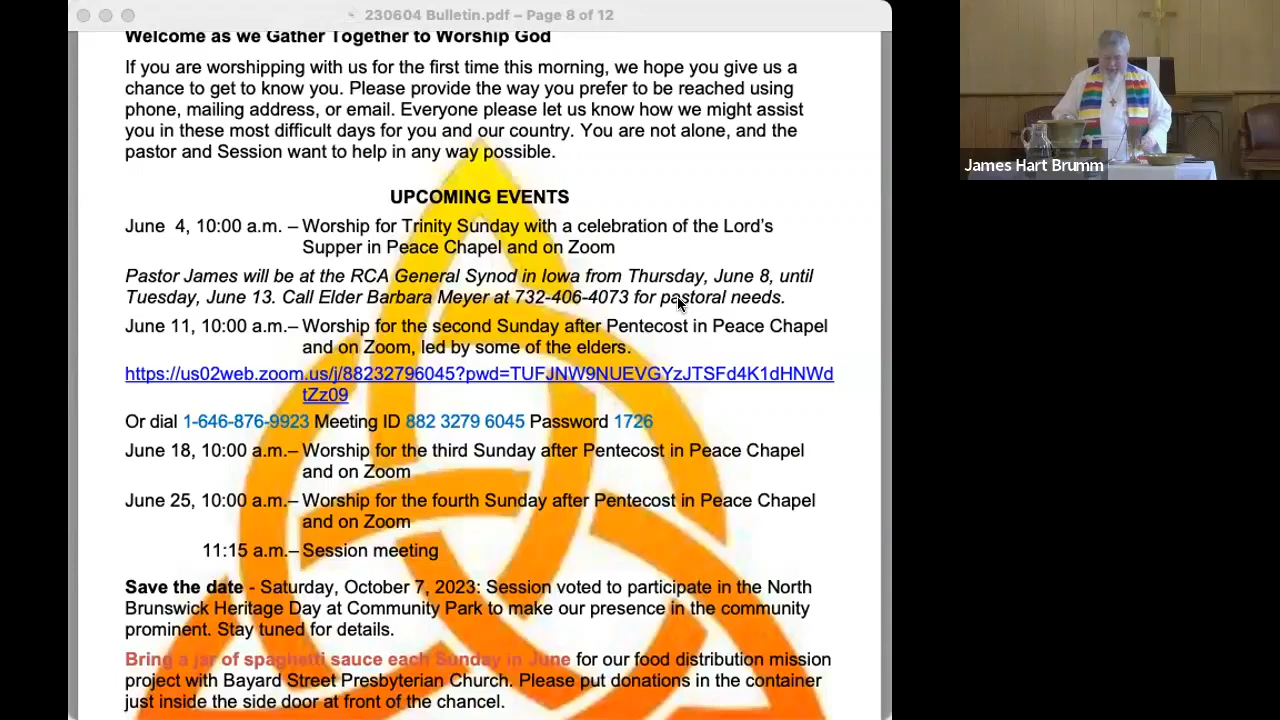 230604 Bulletin.pdf – Page 8 of 12
Welcome as we Gather Together to Worship God
If you are worshipping with us for the first time this morning, we hope you give us a
chance to get to know you. Please provide the way you prefer to be reached using
phone, mailing address, or email. Everyone please let us know how we might assist
you in these most difficult days for you and our country. You are not alone, and the
pastor and Session want to help in any way possible.
UPCOMING EVENTS
June 4, 10:00 a.m. – Worship for Trinity Sunday with a celebration of the Lord's
Supper in Peace Chapel and on Zoom
Pastor James will be at the RCA General Synod in Iowa from Thursday, June 8, until
Tuesday, June 13. Call Elder Barbara Meyer at 732-406-4073 for pastoral needs.
June 11, 10:00 a.m.– Worship for the second Sunday after Pentecost in Peace Chapel
and on Zoom, led by some of the elders.
https://us02web.zoom.us/j/88232796045?pwd=TUFJNW9NUEVGYzJTSFd4K1dHNWd
tZz09
Or dial 1-646-876-9923 Meeting ID 882 3279 6045 Password 1726
June 18, 10:00 a.m.– Worship for the third Sunday after Pentecost in Peace Chapel
and on Zoom
June 25, 10:00 a.m.– Worship for the fourth Sunday after Pentecost in Peace Chapel
and on Zoom
11:15 a.m.– Session meeting
Save the date - Saturday, October 7, 2023: Session voted to participate in the North
Brunswick Heritage Day at Community Park to make our presence in the community
prominent. Stay tuned for details.
Bring a jar of spaghetti sauce each Sunday in June for our food distribution mission
project with Bayard Street Presbyterian Church. Please put donations in the container
just inside the side door at front of the chancel.
James Hart Brumm